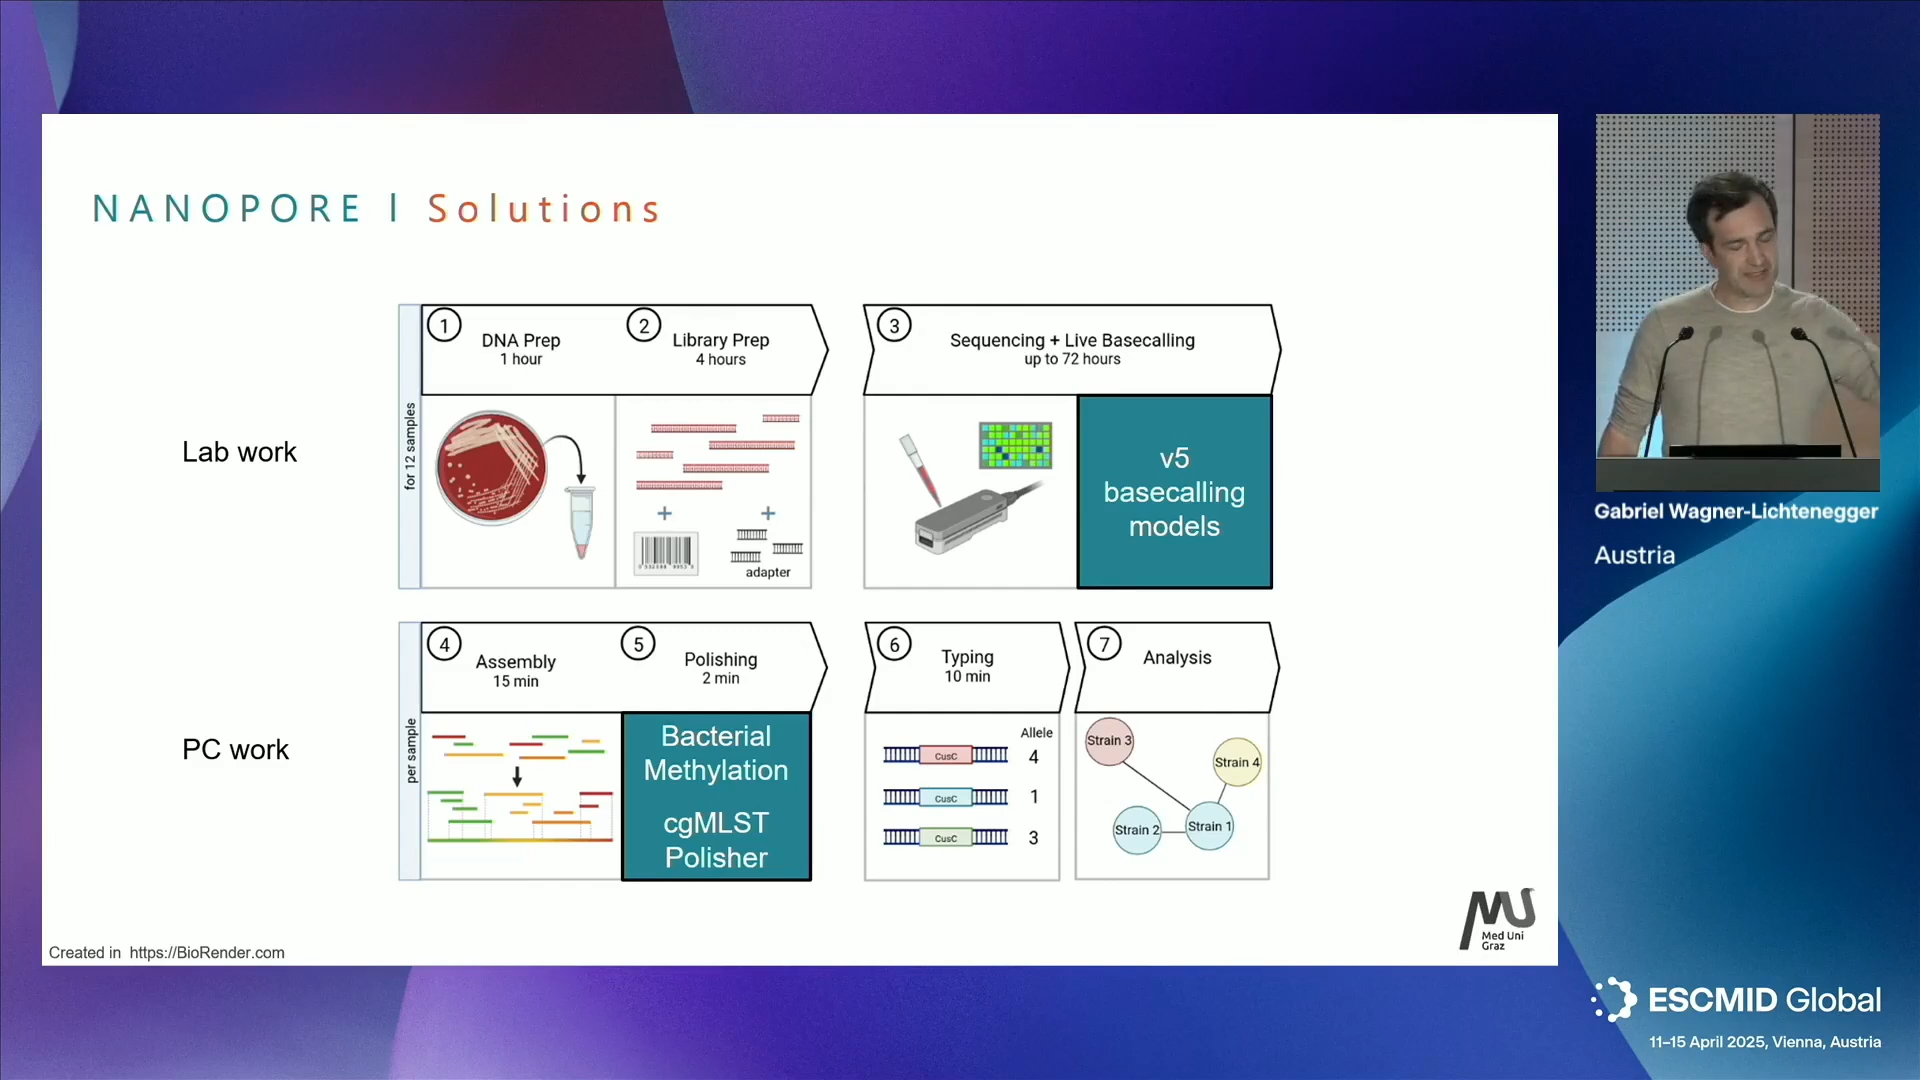 NANOPORE | Solutions
Lab work
for 12 samples
1
DNA Prep
1 hour
2
Library Prep
4 hours
adapter
3
Sequencing + Live Basecalling
up to 72 hours
v5
basecalling
models
PC work
per sample
4
Assembly
15 min
5
Polishing
2 min
Bacterial
Methylation
cgMLST
Polisher
6
Typing
10 min
Allele
CusC
4
CusC
1
CusC
3
7
Analysis
Strain 3
Strain 4
Strain 2
Strain 1
Created in https://BioRender.com
Med Uni
Graz
Gabriel Wagner-Lichtenegger
Austria
ESCMID Global
11–15 April 2025, Vienna, Austria